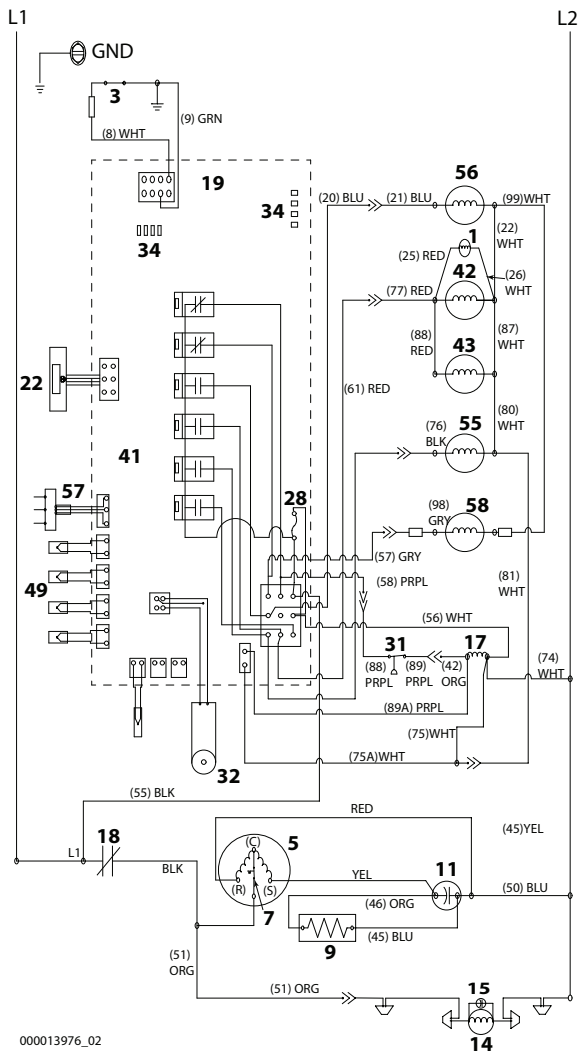 L1
L2
GND
3
(9) GRN
(8) WHT
19
34
34
56
(20) BLU
(21) BLU
(99)WHT
(22)
WHT
1
(25) RED
42
(26)
WHT
(77) RED
(88)
RED
(87)
WHT
43
22
(61) RED
(80)
WHT
(76)
BLK
55
41
28
57
(98)
GRY
58
(57) GRY
(58) PRPL
(81)
WHT
49
(56) WHT
31
17
(88)
PRPL
(89)
PRPL
(42)
ORG
(74)
WHT
(89A) PRPL
(75)WHT
(75A)WHT
32
(55) BLK
RED
18
L1
BLK
(C)
5
(R)
(S)
7
YEL
11
(45)YEL
(46) ORG
(50) BLU
(45) BLU
9
(51)
ORG
(51) ORG
15
14
000013976_02